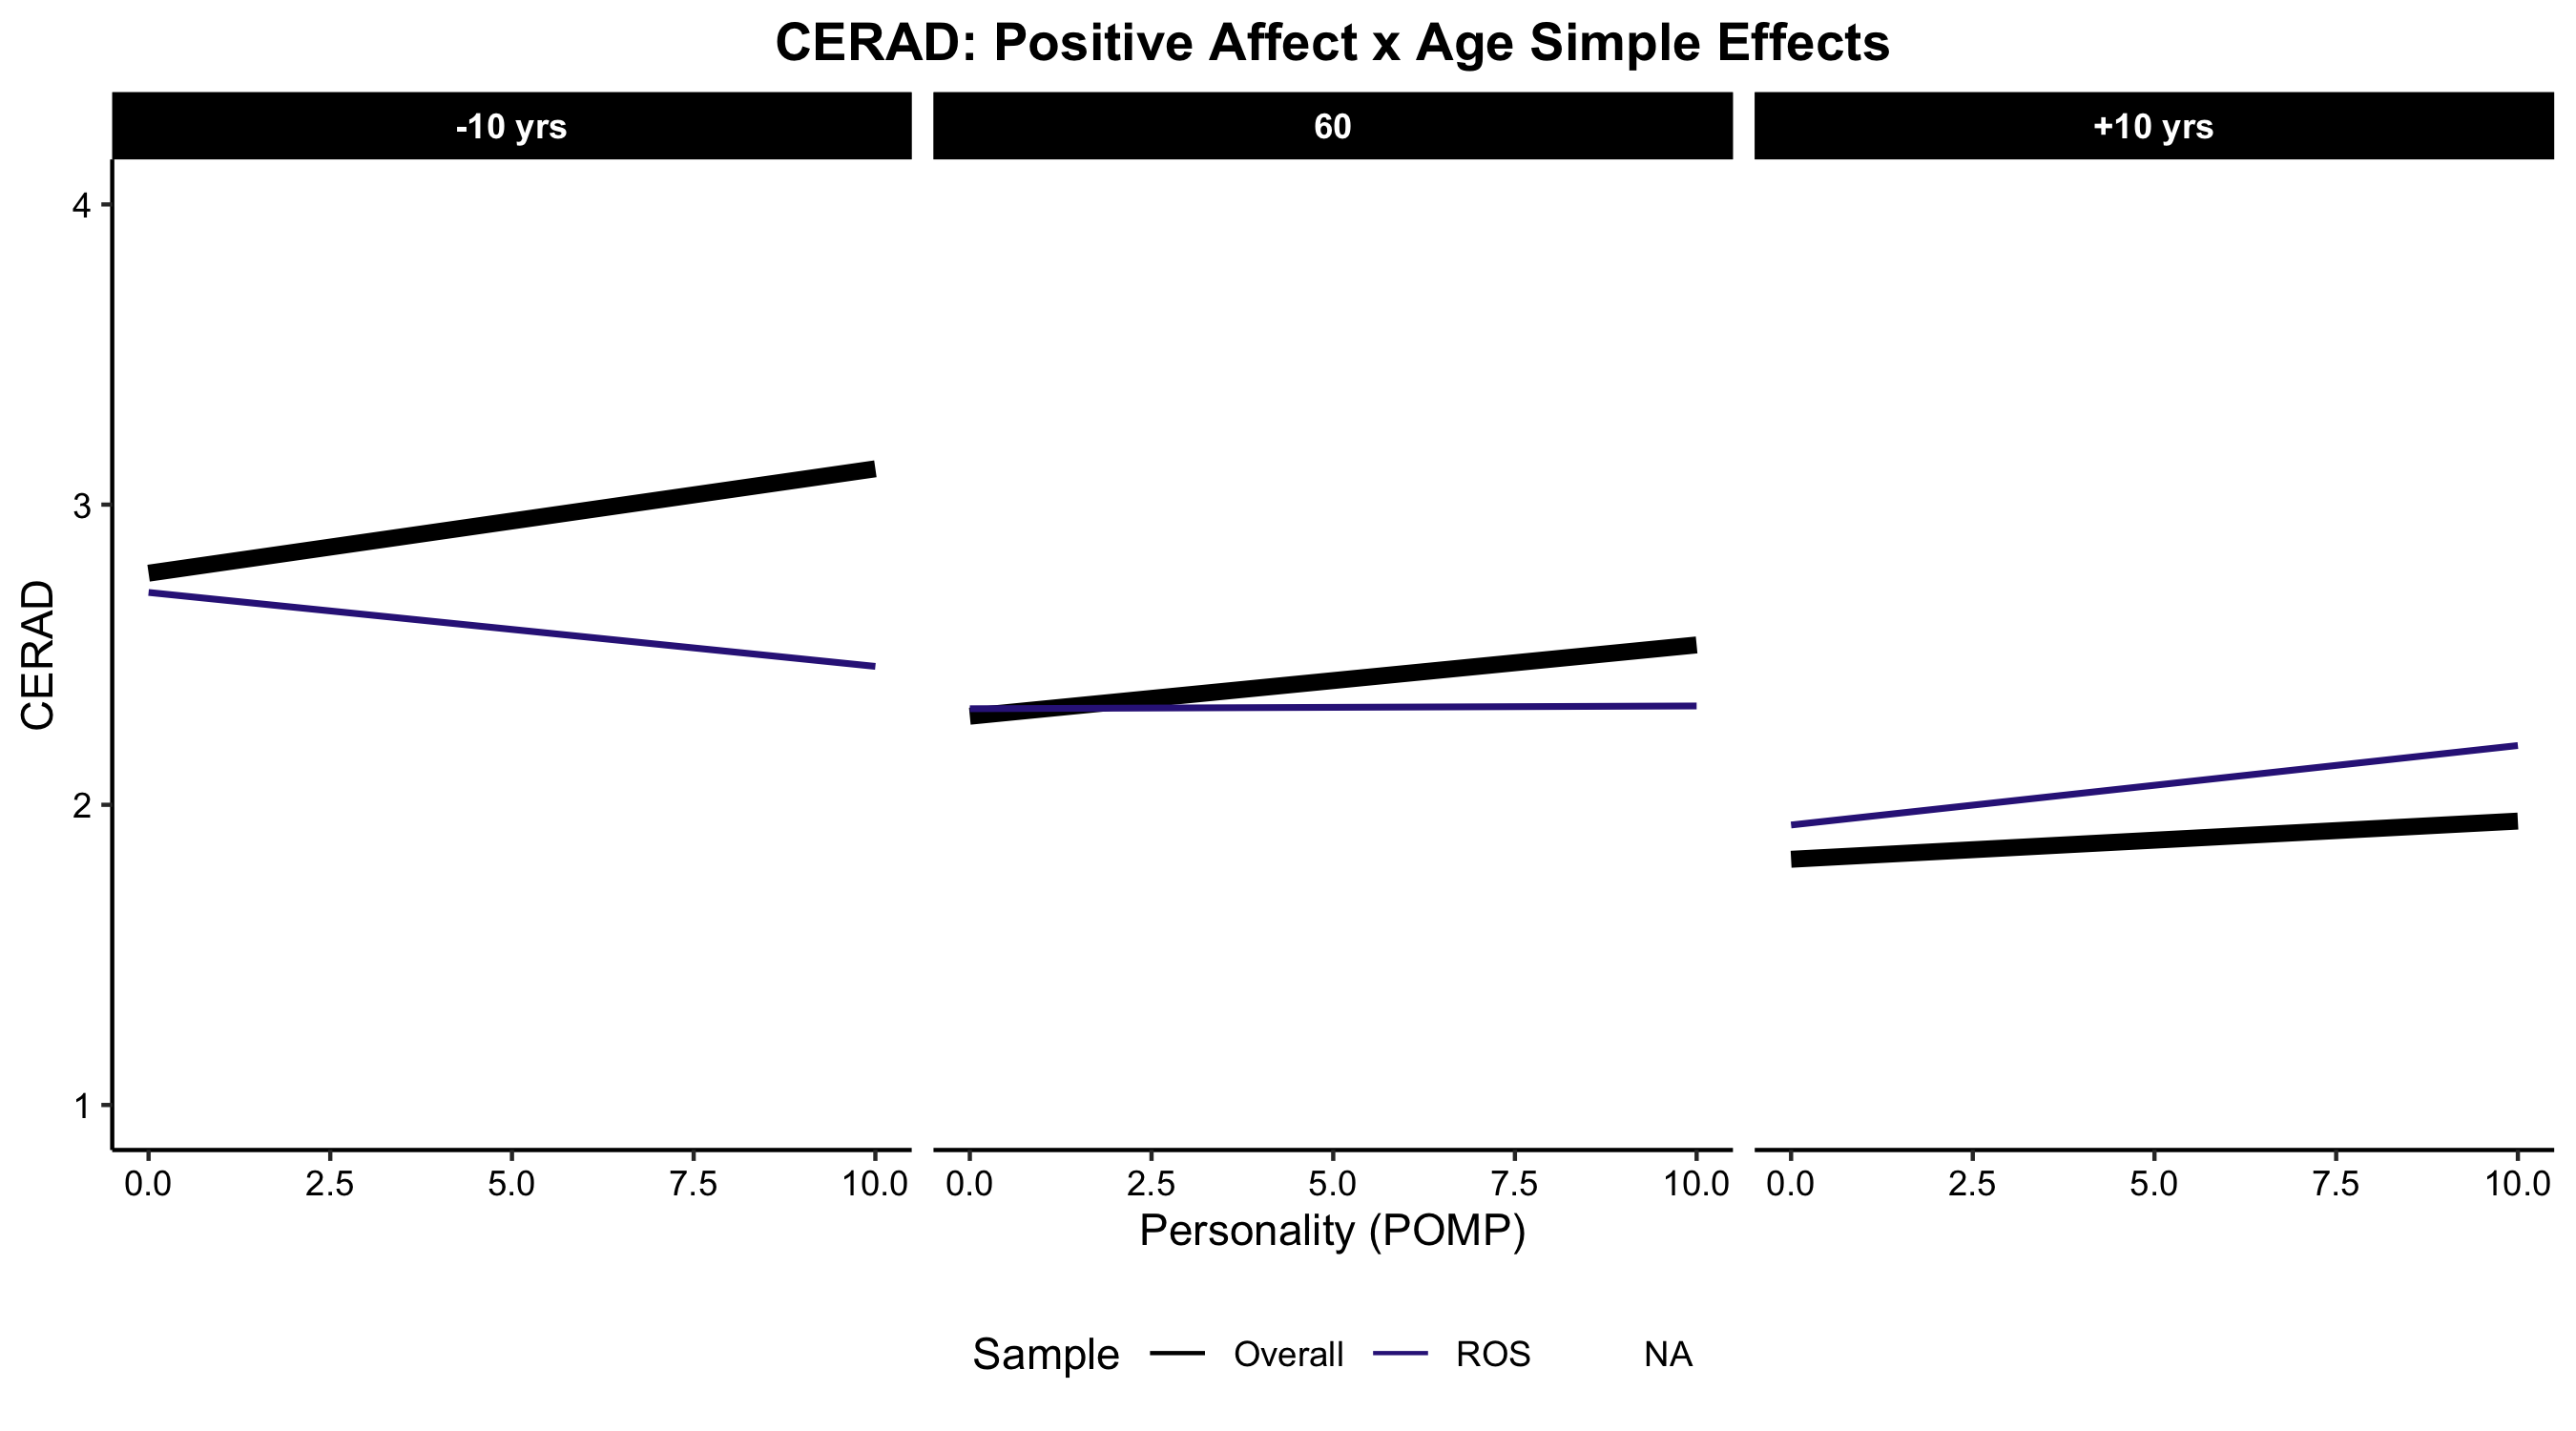 CERAD: Positive Affect x Age Simple Effects
-10 yrs 60 +10 yrs
4
3
2
1
CERAD
0.0 2.5 5.0 7.5 10.0 0.0 2.5 5.0 7.5 10.0 0.0 2.5 5.0 7.5 10.0
Personality (POMP)
Sample Overall ROS NA